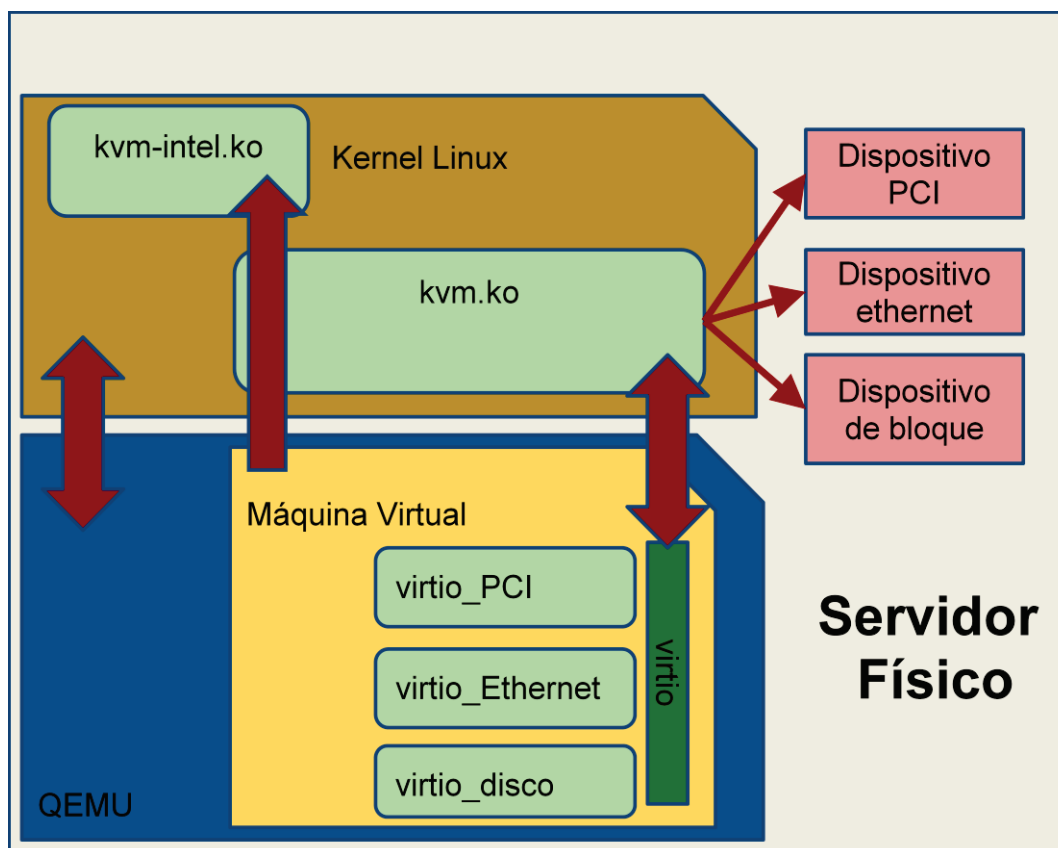 kvm-intel.ko
Kernel Linux
kvm.ko
Dispositivo
PCI
Dispositivo
ethernet
Dispositivo
de bloque
Máquina Virtual
virtio_PCI
virtio_Ethernet
virtio_disco
virtio
QEMU
Servidor
Físico